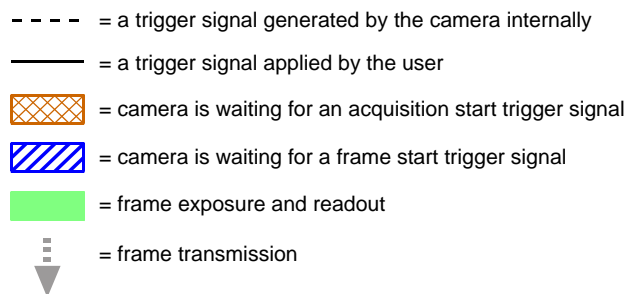 = a trigger signal generated by the camera internally
= a trigger signal applied by the user
= camera is waiting for an acquisition start trigger signal
= camera is waiting for a frame start trigger signal
= frame exposure and readout
= frame transmission